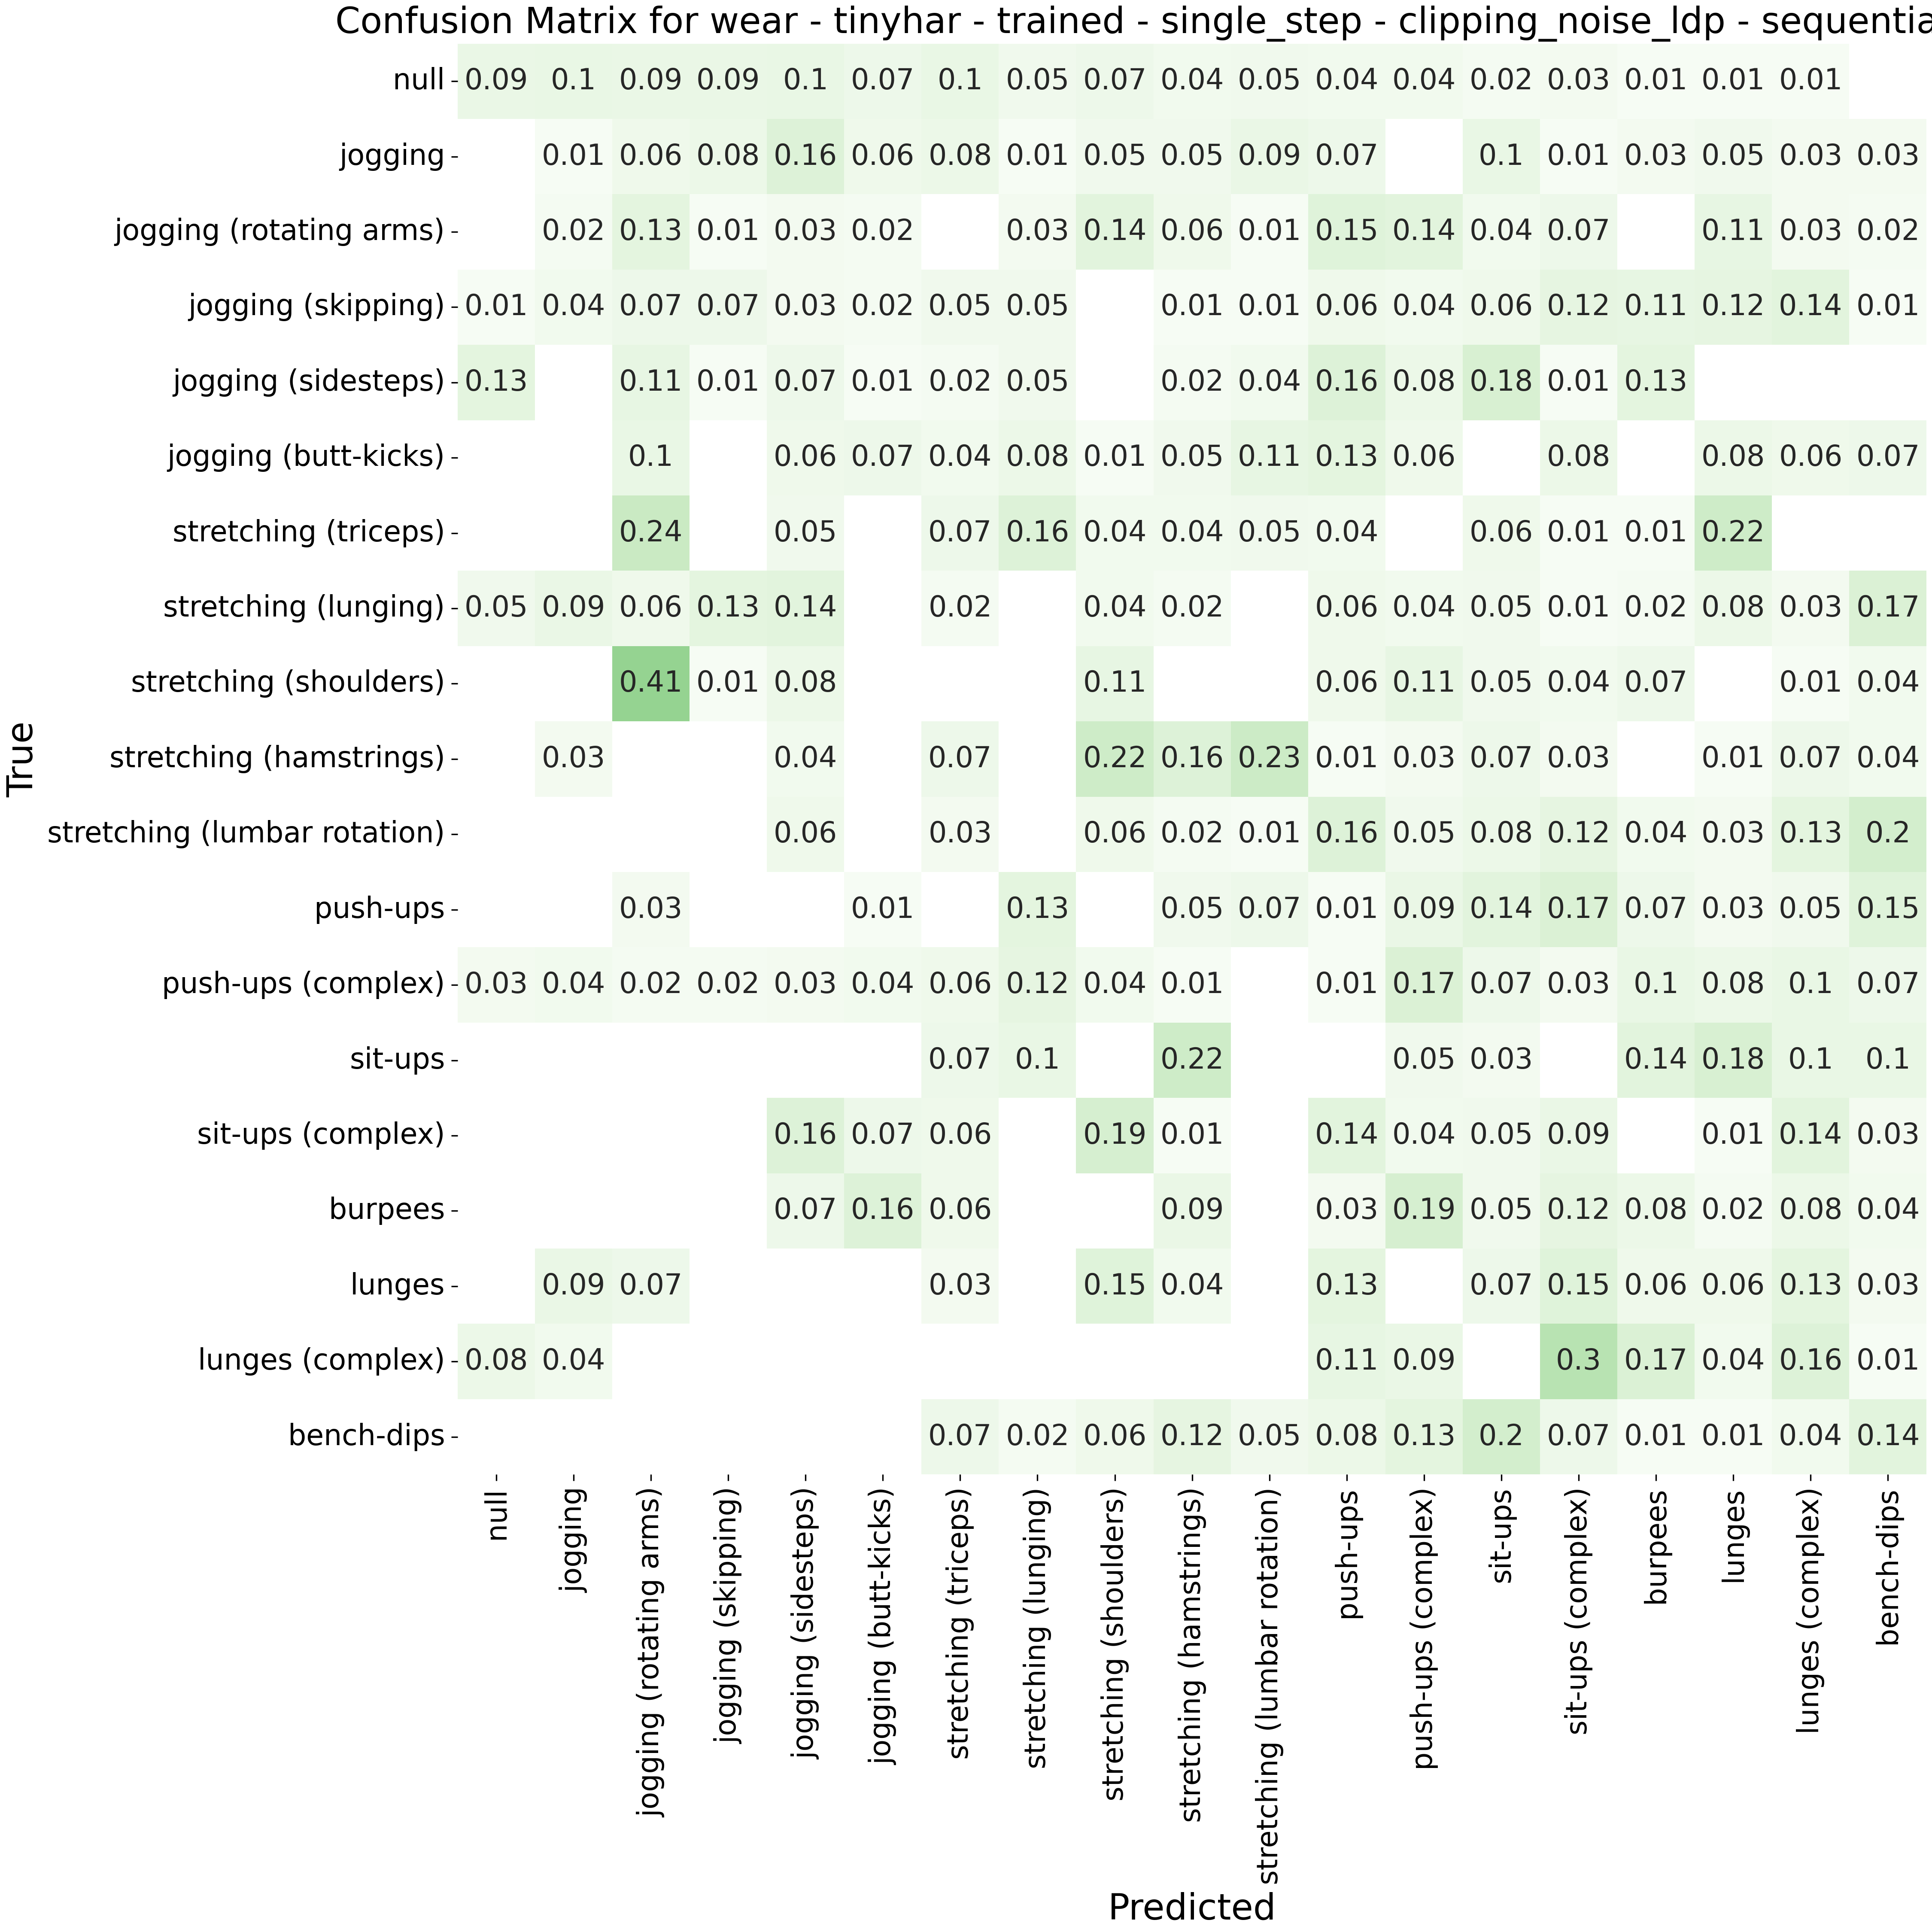 Confusion Matrix for wear - tinyhar - trained - single_step - clipping_noise_ldp - sequentia
null 0.09 0.1 0.09 0.09 0.1 0.07 0.1 0.05 0.07 0.04 0.05 0.04 0.04 0.02 0.03 0.01 0.01 0.01
jogging 0.01 0.06 0.08 0.16 0.06 0.08 0.01 0.05 0.05 0.09 0.07 0.1 0.01 0.03 0.05 0.03 0.03
jogging (rotating arms) 0.02 0.13 0.01 0.03 0.02 0.03 0.14 0.06 0.01 0.15 0.14 0.04 0.07 0.11 0.03 0.02
jogging (skipping) 0.01 0.04 0.07 0.07 0.03 0.02 0.05 0.05 0.01 0.01 0.06 0.04 0.06 0.12 0.11 0.12 0.14 0.01
jogging (sidesteps) 0.13 0.11 0.01 0.07 0.01 0.02 0.05 0.02 0.04 0.16 0.08 0.18 0.01 0.13
jogging (butt-kicks) 0.1 0.06 0.07 0.04 0.08 0.01 0.05 0.11 0.13 0.06 0.08 0.08 0.06 0.07
stretching (triceps) 0.24 0.05 0.07 0.16 0.04 0.04 0.05 0.04 0.06 0.01 0.01 0.22
stretching (lunging) 0.05 0.09 0.06 0.13 0.14 0.02 0.04 0.02 0.06 0.04 0.05 0.01 0.02 0.08 0.03 0.17
stretching (shoulders) 0.41 0.01 0.08 0.11 0.06 0.11 0.05 0.04 0.07 0.01 0.04
stretching (hamstrings) 0.03 0.04 0.07 0.22 0.16 0.23 0.01 0.03 0.07 0.03 0.01 0.07 0.04
stretching (lumbar rotation) 0.06 0.03 0.06 0.02 0.01 0.16 0.05 0.08 0.12 0.04 0.03 0.13 0.2
push-ups 0.03 0.01 0.13 0.05 0.07 0.01 0.09 0.14 0.17 0.07 0.03 0.05 0.15
push-ups (complex) 0.03 0.04 0.02 0.02 0.03 0.04 0.06 0.12 0.04 0.01 0.01 0.17 0.07 0.03 0.1 0.08 0.1 0.07
sit-ups 0.07 0.1 0.22 0.05 0.03 0.14 0.18 0.1 0.1
sit-ups (complex) 0.16 0.07 0.06 0.19 0.01 0.14 0.04 0.05 0.09 0.01 0.14 0.03
burpees 0.07 0.16 0.06 0.09 0.03 0.19 0.05 0.12 0.08 0.02 0.08 0.04
lunges 0.09 0.07 0.03 0.15 0.04 0.13 0.07 0.15 0.06 0.06 0.13 0.03
lunges (complex) 0.08 0.04 0.11 0.09 0.3 0.17 0.04 0.16 0.01
bench-dips 0.07 0.02 0.06 0.12 0.05 0.08 0.13 0.2 0.07 0.01 0.01 0.04 0.14
True
null
jogging
jogging (rotating arms)
jogging (skipping)
jogging (sidesteps)
jogging (butt-kicks)
stretching (triceps)
stretching (lunging)
stretching (shoulders)
stretching (hamstrings)
stretching (lumbar rotation)
push-ups
push-ups (complex)
sit-ups
sit-ups (complex)
burpees
lunges
lunges (complex)
bench-dips
Predicted